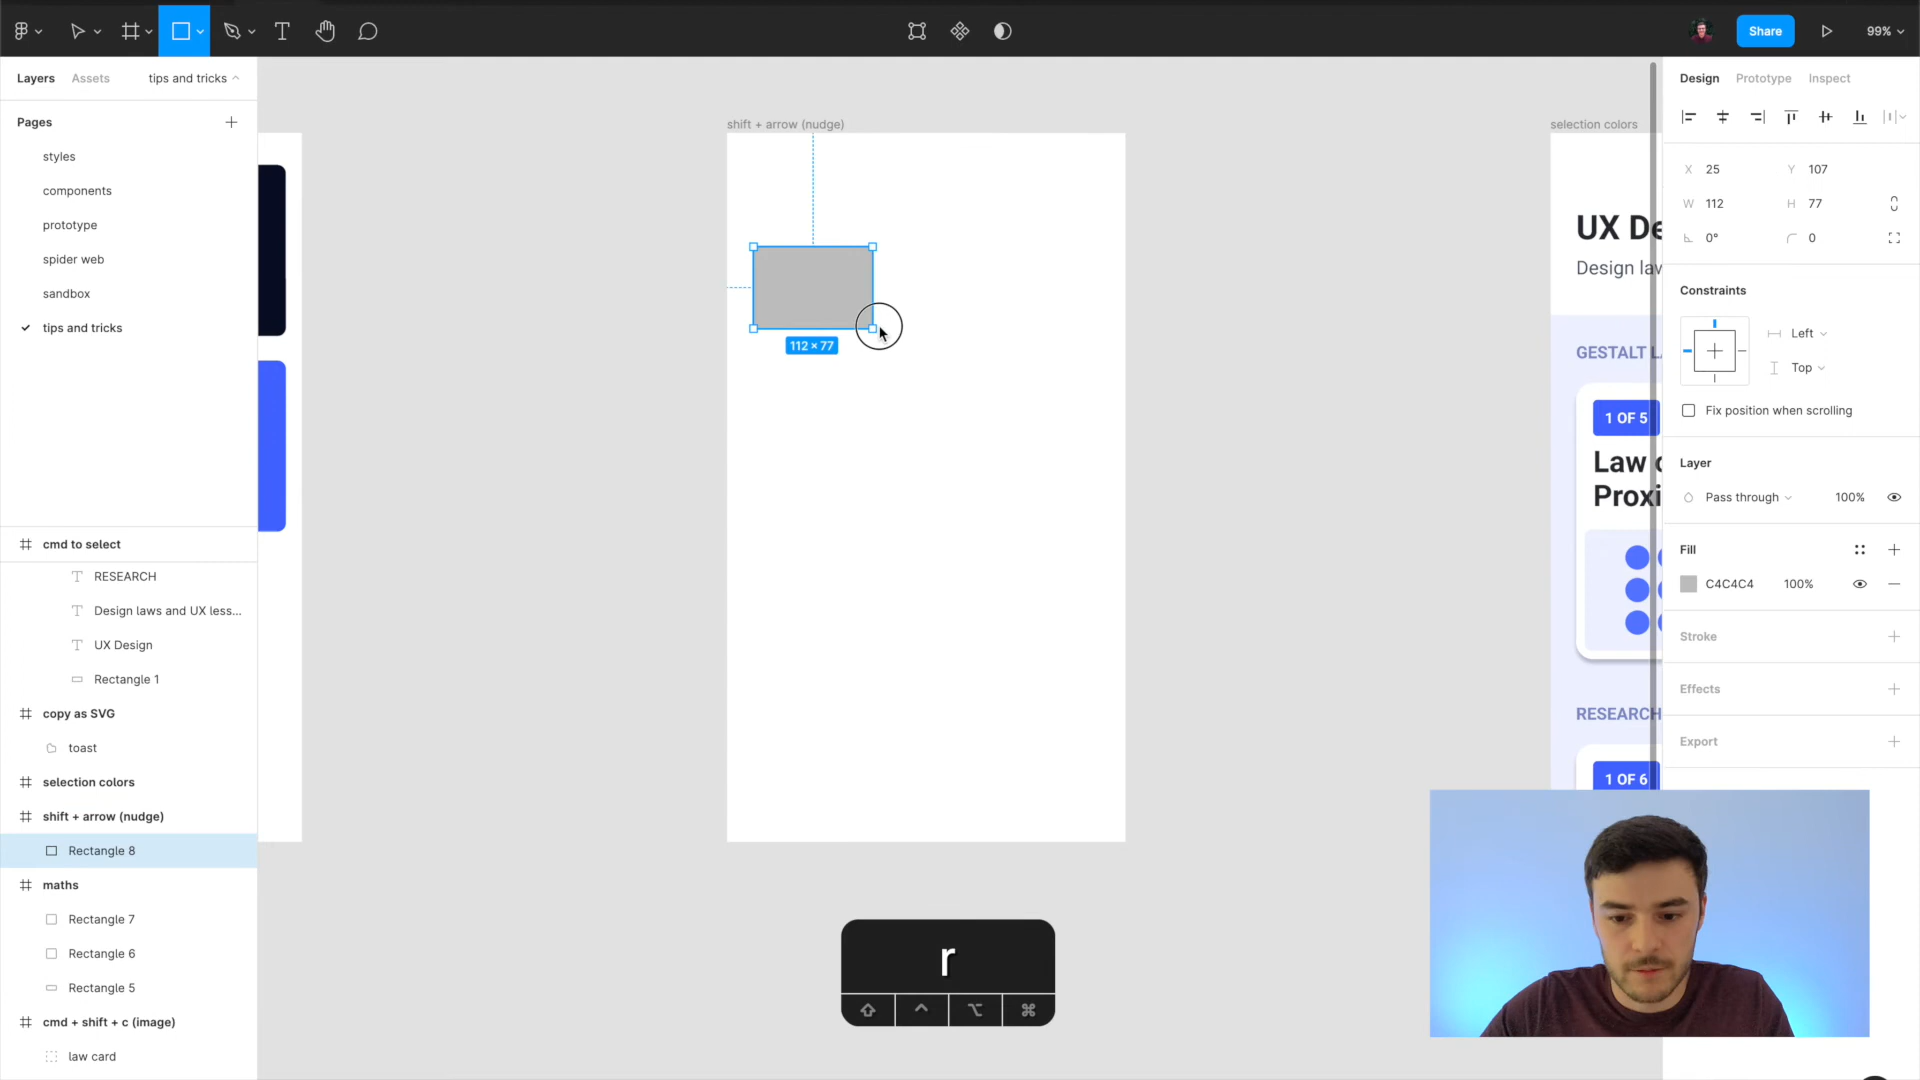 Share
99%
Layers
Assets
tips and tricks
Design
Prototype
Inspect
Pages
styles
components
prototype
spider web
sandbox
tips and tricks
cmd to select
RESEARCH
Design laws and UX less...
UX Design
Rectangle 1
copy as SVG
toast
selection colors
shift + arrow (nudge)
Rectangle 8
maths
Rectangle 7
Rectangle 6
Rectangle 5
cmd + shift + c (image)
law card
shift + arrow (nudge)
112 × 77
r
selection colors
UX De
Design law
GESTALT LA
1 OF 5
Law o
Proxi
RESEARCH
1 OF 6
X 25 Y 107
W 112 H 77
0° 0
Constraints
Left
Top
Fix position when scrolling
Layer
Pass through 100%
Fill
C4C4C4 100%
Stroke
Effects
Export